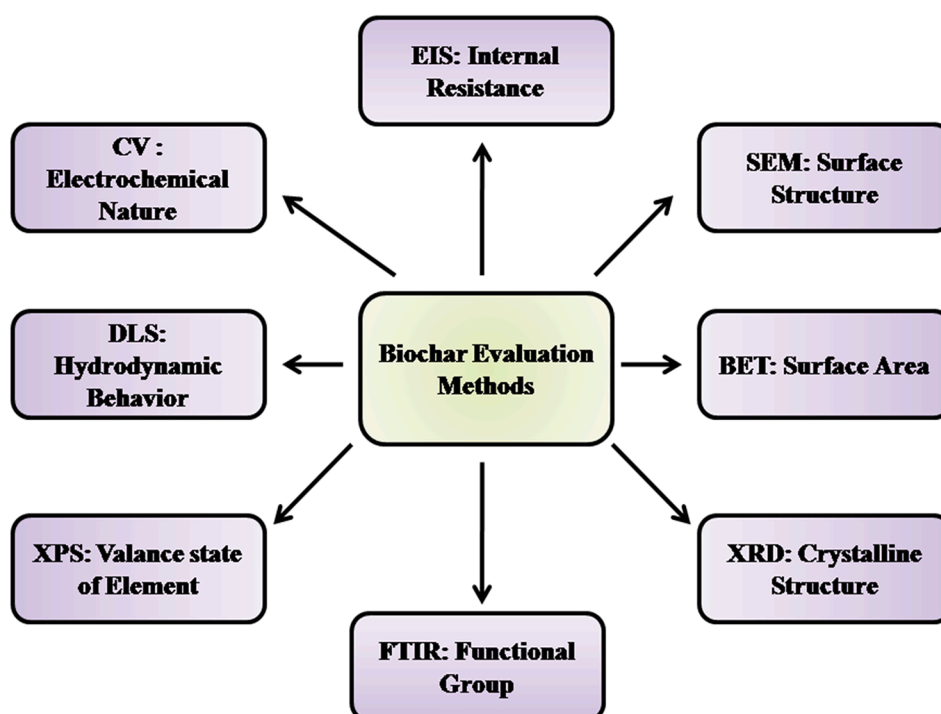 EIS: Internal
Resistance
CV :
Electrochemical
Nature
SEM: Surface
Structure
DLS:
Hydrodynamic
Behavior
Biochar Evaluation
Methods
BET: Surface Area
XPS: Valance state
of Element
XRD: Crystalline
Structure
FTIR: Functional
Group